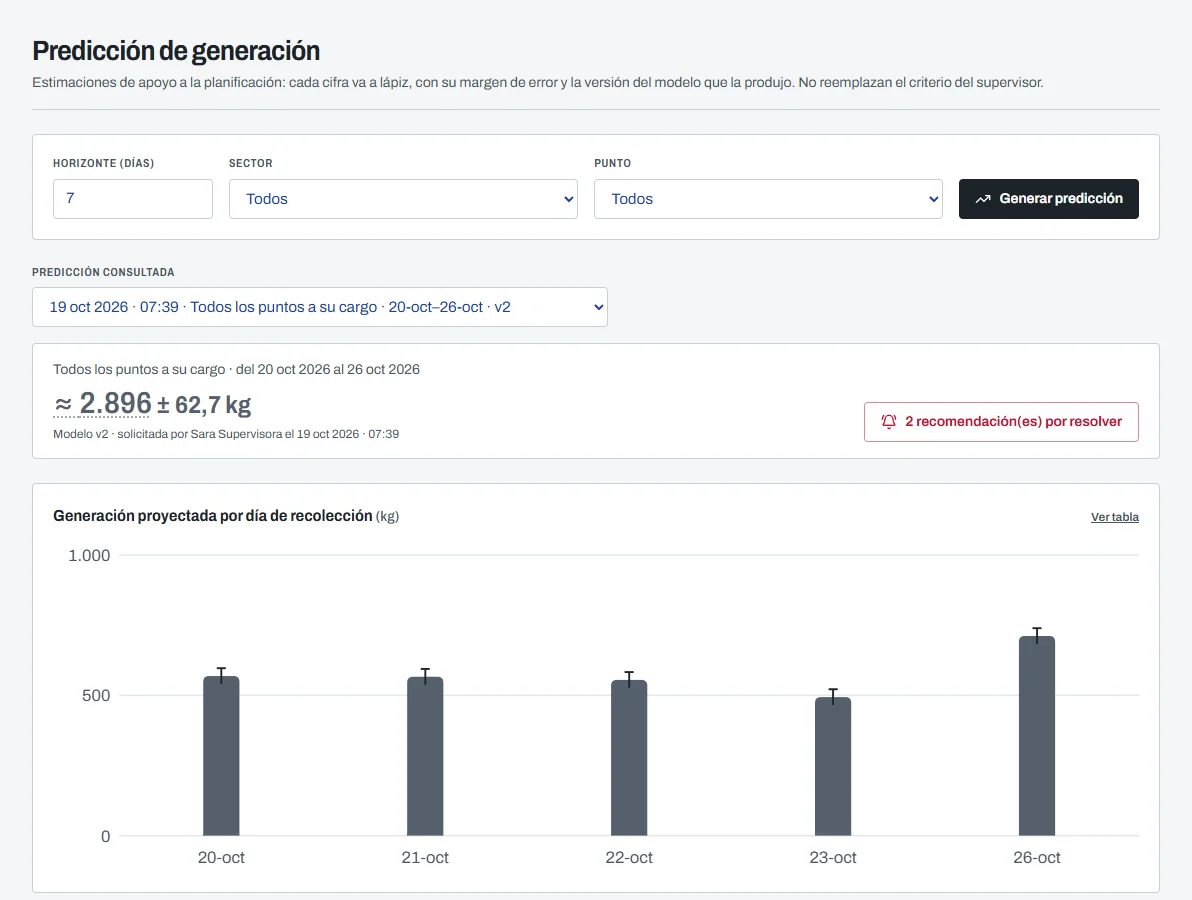 Predicción de generación
Estimaciones de apoyo a la planificación: cada cifra va a lápiz, con su margen de error y la versión del modelo que la produjo. No reemplazan el criterio del supervisor.
HORIZONTE (DÍAS)
SECTOR
PUNTO
7
Todos
Todos
Generar predicción
PREDICCIÓN CONSULTADA
19 oct 2026 · 07:39 · Todos los puntos a su cargo · 20-oct–26-oct · v2
Todos los puntos a su cargo · del 20 oct 2026 al 26 oct 2026
≈ 2.896 ± 62,7 kg
Modelo v2 · solicitada por Sara Supervisora el 19 oct 2026 · 07:39
2 recomendación(es) por resolver
Generación proyectada por día de recolección (kg)
Ver tabla
1.000
500
0
20-oct
21-oct
22-oct
23-oct
26-oct